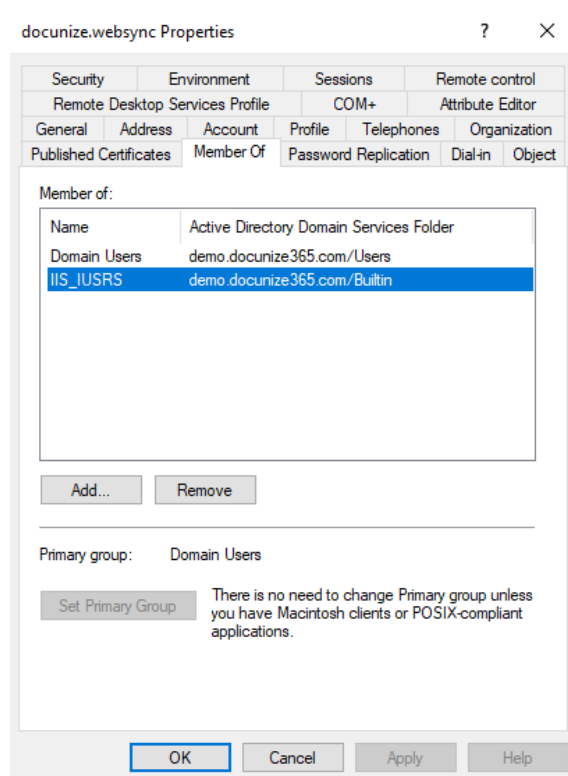 docunize.websync Properties ? ×
Security Environment Sessions Remote control
Remote Desktop Services Profile COM+ Attribute Editor
General Address Account Profile Telephones Organization
Published Certificates Member Of Password Replication Dial-in Object
Member of:
Name Active Directory Domain Services Folder
Domain Users demo.docunize365.com/Users
IIS_IUSRS demo.docunize365.com/Builtin
Add... Remove
Primary group: Domain Users
Set Primary Group There is no need to change Primary group unless
you have Macintosh clients or POSIX-compliant
applications.
OK Cancel Apply Help